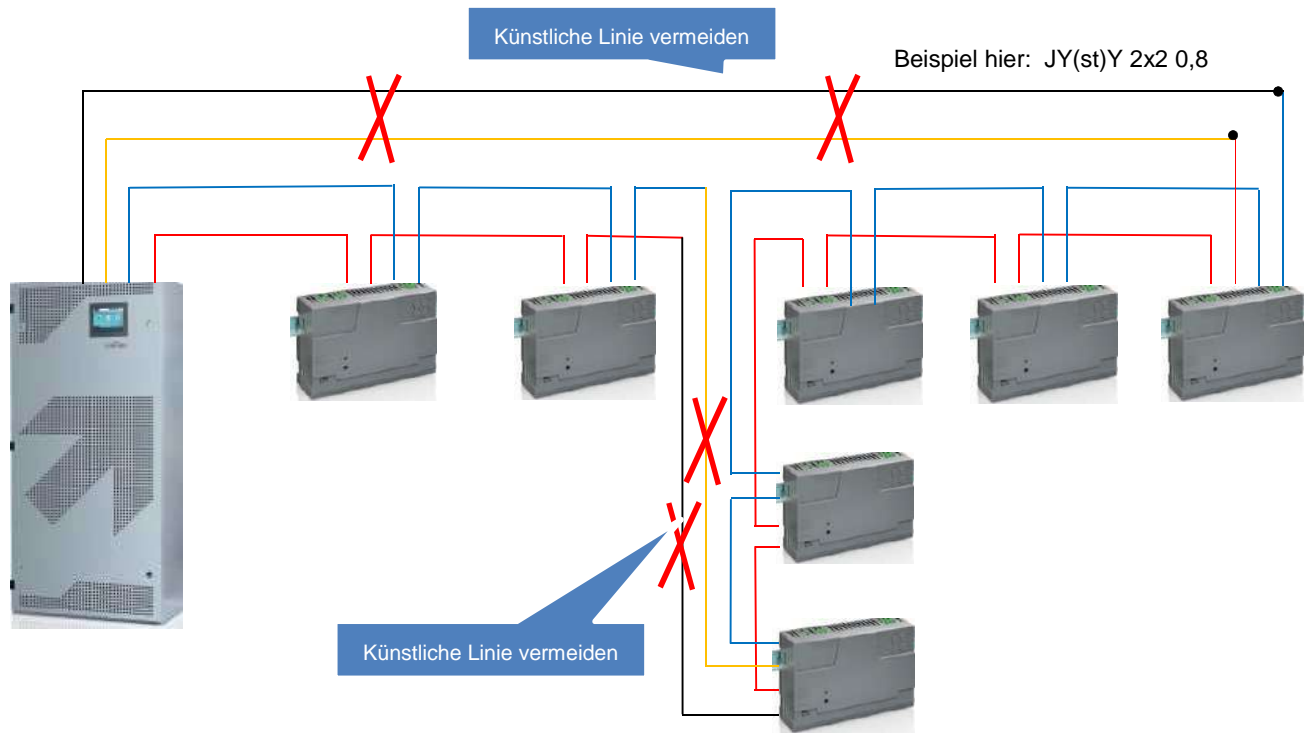 Künstliche Linie vermeiden
Beispiel hier: JY(st)Y 2x2 0,8
Künstliche Linie vermeiden